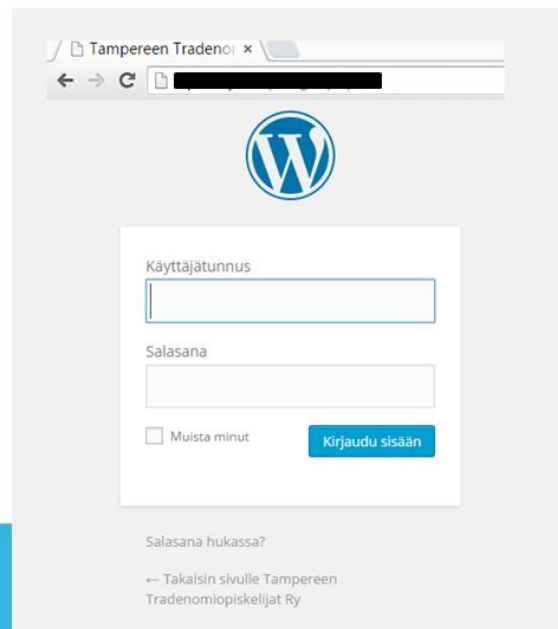 Tampereen Tradenor
Käyttäjätunnus
Salasana
Muista minut
Kirjaudu sisään
Salasana hukassa?
← Takaisin sivulle Tampereen
Tradenomiopiskelijat Ry